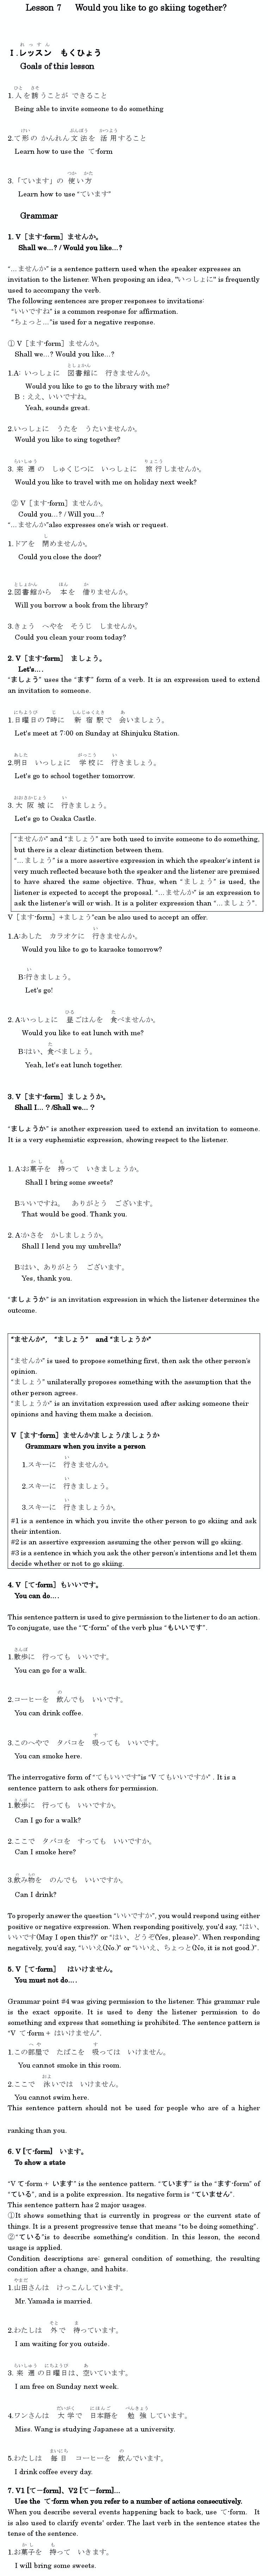 Lesson 7　Would you like to go skiing together?
Ⅰ.レッスン　もくひょう
Goals of this lesson
1.人を誘うことが できること
Being able to invite someone to do something
2.て形の かんれん文法を 活用すること
Learn how to use the て-form
3.「ています」の 使い方
Learn how to use "ています"
Grammar
1. V［ます-form］ませんか。
Shall we…? / Would you like…?
"…ませんか" is a sentence pattern used when the speaker expresses an
invitation to the listener. When proposing an idea, "いっしょに" is frequently
used to accompany the verb.
The following sentences are proper responses to invitations:
"いいですね" is a common response for affirmation.
"ちょっと…"is used for a negative response.
① V［ます-form］ませんか。
Shall we…? Would you like…?
1.A: いっしょに　図書館に　行きませんか。
Would you like to go to the library with me?
B：ええ、いいですね。
Yeah, sounds great.
2.いっしょに　うたを　うたいませんか。
Would you like to sing together?
3.来週の　しゅくじつに　いっしょに　旅行しませんか。
Would you like to travel with me on holiday next week?
② V［ます-form］ませんか。
Could you…? / Will you…?
"…ませんか"also expresses one's wish or request.
1.ドアを　閉めませんか。
Could you close the door?
2.図書館から　本を　借りませんか。
Will you borrow a book from the library?
3.きょう　へやを　そうじ　しませんか。
Could you clean your room today?
2. V［ます-form］　ましょう。
Let's….
"ましょう" uses the "ます" form of a verb. It is an expression used to extend
an invitation to someone.
1.日曜日の7時に　新宿駅で　会いましょう。
Let's meet at 7:00 on Sunday at Shinjuku Station.
2.明日　いっしょに　学校に　行きましょう。
Let's go to school together tomorrow.
3.大阪城に　行きましょう。
Let's go to Osaka Castle.
"ませんか" and "ましょう" are both used to invite someone to do something,
but there is a clear distinction between them.
"…ましょう" is a more assertive expression in which the speaker's intent is
very much reflected because both the speaker and the listener are premised
to have shared the same objective. Thus, when "ましょう" is used, the
listener is expected to accept the proposal. "…ませんか" is an expression to
ask the listener's will or wish. It is a politer expression than "…ましょう".
V［ます-form］+ましょう"can be also used to accept an offer.
1.A:あした　カラオケに　行きませんか。
Would you like to go to karaoke tomorrow?
B:行きましょう。
Let's go!
2. A:いっしょに　昼ごはんを　食べませんか。
Would you like to eat lunch with me?
B:はい、食べましょう。
Yeah, let's eat lunch together.
3. V［ます-form］ましょうか。
Shall I… ? /Shall we… ?
"ましょうか" is another expression used to extend an invitation to someone.
It is a very euphemistic expression, showing respect to the listener.
1. A:お菓子を　持って　いきましょうか。
Shall I bring some sweets?
B:いいですね。　ありがとう　ございます。
That would be good. Thank you.
2. A:かさを　かしましょうか。
Shall I lend you my umbrella?
B:はい、ありがとう　ございます。
Yes, thank you.
"ましょうか" is an invitation expression in which the listener determines the
outcome.
"ませんか", "ましょう"　and "ましょうか"
"ませんか" is used to propose something first, then ask the other person's
opinion.
"ましょう" unilaterally proposes something with the assumption that the
other person agrees.
"ましょうか" is an invitation expression used after asking someone their
opinions and having them make a decision.
V［ます-form］ませんか/ましょう/ましょうか
Grammars when you invite a person
1.スキーに　行きませんか。
2.スキーに　行きましょう。
3.スキーに　行きましょうか。
#1 is a sentence in which you invite the other person to go skiing and ask
their intention.
#2 is an assertive expression assuming the other person will go skiing.
#3 is a sentence in which you ask the other person's intentions and let them
decide whether or not to go skiing.
4. V［て-form］もいいです。
You can do….
This sentence pattern is used to give permission to the listener to do an action.
To conjugate, use the "て-form" of the verb plus "もいいです".
1.散歩に　行っても　いいです。
You can go for a walk.
2.コーヒーを　飲んでも　いいです。
You can drink coffee.
3.このへやで　タバコを　吸っても　いいです。
You can smoke here.
The interrogative form of "てもいいです"is "V てもいいですか" . It is a
sentence pattern to ask others for permission.
1.散歩に　行っても　いいですか。
Can I go for a walk?
2.ここで　タバコを　すっても　いいですか。
Can I smoke here?
3.飲み物を　のんでも　いいですか。
Can I drink?
To properly answer the question "いいですか", you would respond using either
positive or negative expression. When responding positively, you'd say, "はい、
いいです(May I open this?)" or "はい、どうぞ(Yes, please)". When responding
negatively, you'd say, "いいえ(No.)" or "いいえ、ちょっと(No, it is not good.)".
5. V［て-form］　はいけません。
You must not do….
Grammar point #4 was giving permission to the listener. This grammar rule
is the exact opposite. It is used to deny the listener permission to do
something and express that something is prohibited. The sentence pattern is
"V て-form + はいけません".
1.この部屋で　たばこを　吸っては　いけません。
You cannot smoke in this room.
2.ここで　泳いでは　いけません。
You cannot swim here.
This sentence pattern should not be used for people who are of a higher
ranking than you.
6. V [て-form]　います。
To show a state
"V て-form + います" is the sentence pattern. "ています" is the "ます-form" of
"ている", and is a polite expression. Its negative form is "ていません".
This sentence pattern has 2 major usages.
①It shows something that is currently in progress or the current state of
things. It is a present progressive tense that means "to be doing something".
②"ている"is to describe something's condition. In this lesson, the second
usage is applied.
Condition descriptions are: general condition of something, the resulting
condition after a change, and habits.
1.山田さんは　けっこんしています。
Mr. Yamada is married.
2.わたしは　外で　待っています。
I am waiting for you outside.
3.来週の日曜日は、空いています。
I am free on Sunday next week.
4.ワンさんは　大学で　日本語を　勉強しています。
Miss. Wang is studying Japanese at a university.
5.わたしは　毎日　コーヒーを　飲んでいます。
I drink coffee every day.
7. V1 [て－form]、V2 [て－form]…
Use the て-form when you refer to a number of actions consecutively.
When you describe several events happening back to back, use て-form. It
is also used to clarify events' order. The last verb in the sentence states the
tense of the sentence.
1.お菓子を　持って　いきます。
I will bring some sweets.